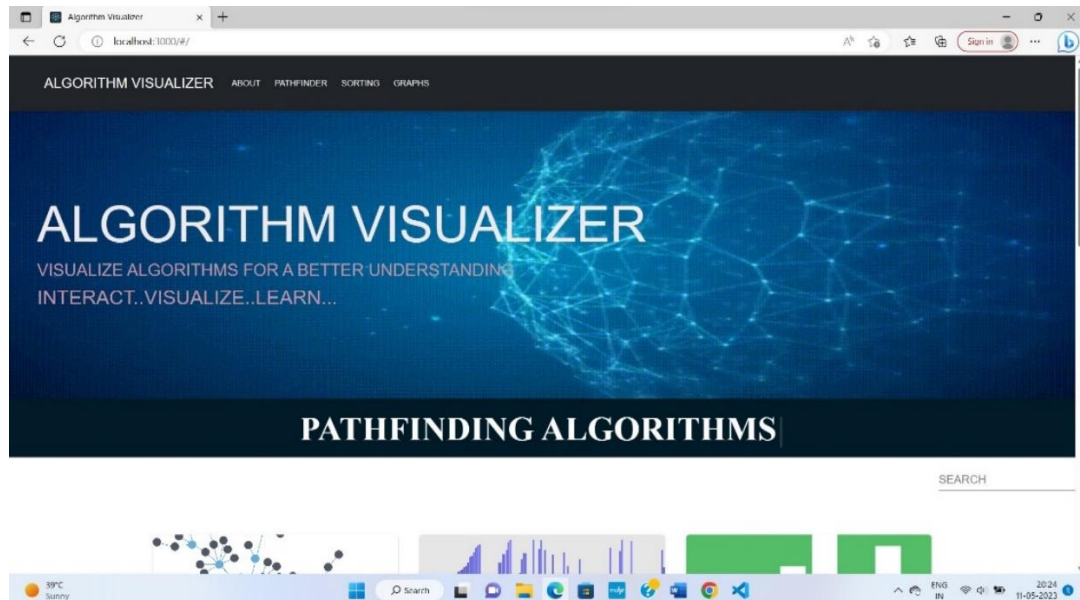 Algorithm Visualizer
localhost:3000/#/
Sign in
ALGORITHM VISUALIZER ABOUT PATHFINDER SORTING GRAPHS
ALGORITHM VISUALIZER
VISUALIZE ALGORITHMS FOR A BETTER UNDERSTANDING
INTERACT..VISUALIZE..LEARN...
PATHFINDING ALGORITHMS
SEARCH
39°C
Sunny
Search
ENG
IN
20:24
11-05-2023